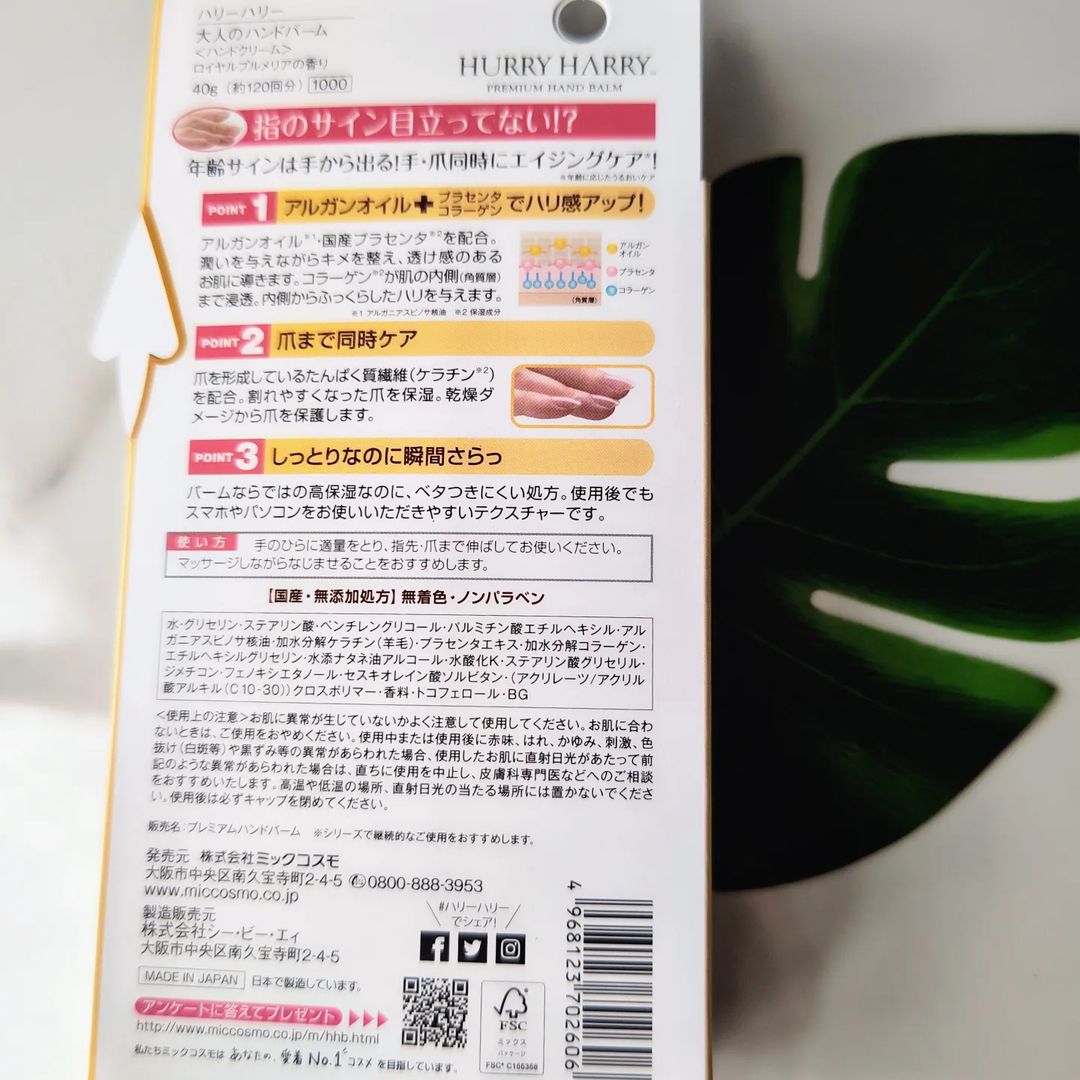 ハリーハリー
大人のハンドバーム
＜ハンドクリーム＞
ロイヤルプルメリアの香り
40g（約120回分） 1000
HURRY HARRY
PREMIUM HAND BALM
指のサイン目立ってない!?
年齢サインは手から出る!手・爪同時にエイジングケア*!
※年齢に応じたうるおいケア
POINT 1 アルガンオイル+プラセンタ コラーゲン でハリ感アップ!
アルガンオイル※1・国産プラセンタ※2を配合。
潤いを与えながらキメを整え、透け感のある
お肌に導きます。コラーゲン※2が肌の内側(角質層)
まで浸透。内側からふっくらしたハリを与えます。
※1 アルガニアスピノサ核油 ※2 保湿成分
アルガンオイル
プラセンタ
コラーゲン
(角質層)
POINT 2 爪まで同時ケア
爪を形成しているたんぱく質繊維(ケラチン※2)
を配合。割れやすくなった爪を保湿。乾燥ダ
メージから爪を保護します。
POINT 3 しっとりなのに瞬間さらっ
バームならではの高保湿なのに、ベタつきにくい処方。使用後でも
スマホやパソコンをお使いいただきやすいテクスチャーです。
使い方 手のひらに適量をとり、指先・爪まで伸ばしてお使いください。
マッサージしながらなじませることをおすすめします。
【国産・無添加処方】無着色・ノンパラベン
水・グリセリン・ステアリン酸・ペンチレングリコール・パルミチン酸エチルヘキシル・アル
ガニアスピノサ核油・加水分解ケラチン(羊毛)・プラセンタエキス・加水分解コラーゲン・
エチルヘキシルグリセリン・水添ナタネ油アルコール・水酸化K・ステアリン酸グリセリル・
ジメチコン・フェノキシエタノール・セスキオレイン酸ソルビタン・(アクリレーツ/アクリル
酸アルキル(C10-30))クロスポリマー・香料・トコフェロール・BG
＜使用上の注意＞お肌に異常が生じていないかよく注意して使用してください。お肌に合わ
ないときは、ご使用をおやめください。使用中または使用後に赤味、はれ、かゆみ、刺激、色
抜け(白斑等)や黒ずみ等の異常があらわれた場合、使用したお肌に直射日光があたって前
記のような異常があらわれた場合は、直ちに使用を中止し、皮膚科専門医などへのご相談
をおすすめいたします。高温や低温の場所、直射日光の当たる場所には置かないでくださ
い。使用後は必ずキャップを閉めてください。
販売名：プレミアムハンドバーム ※シリーズで継続的なご使用をおすすめします。
発売元 株式会社ミックコスモ
大阪市中央区南久宝寺町2-4-5 0800-888-3953
www.miccosmo.co.jp
製造販売元
株式会社シー・ビー・エィ
大阪市中央区南久宝寺町2-4-5
#ハリーハリー
でシェア!
MADE IN JAPAN 日本で製造しています。
アンケートに答えてプレゼント
http://www.miccosmo.co.jp/m/hhb.html
私たちミックコスモは あなたの、愛着No.1コスメ を目指しています。
FSC
ミックス
パッケージ
FSC® C155358
4 968123 702606